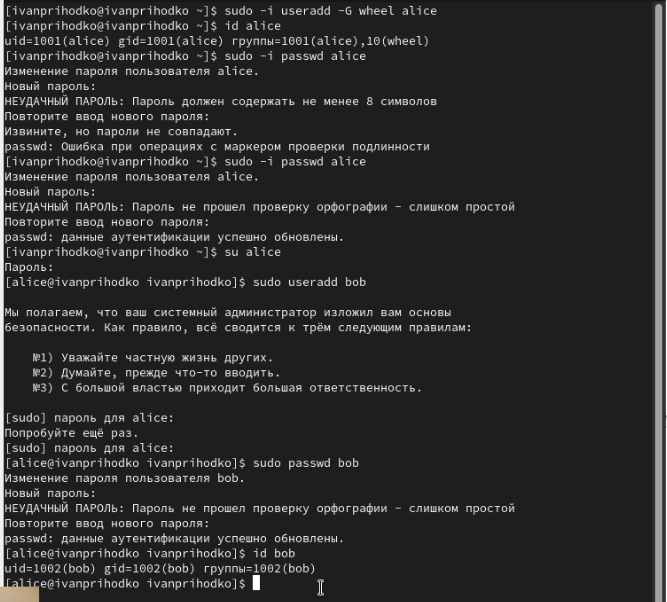 [ivanprihodko@ivanprihodko ~]$ sudo -i useradd -G wheel alice
[ivanprihodko@ivanprihodko ~]$ id alice
uid=1001(alice) gid=1001(alice) группы=1001(alice),10(wheel)
[ivanprihodko@ivanprihodko ~]$ sudo -i passwd alice
Изменение пароля пользователя alice.
Новый пароль:
НЕУДАЧНЫЙ ПАРОЛЬ: Пароль должен содержать не менее 8 символов
Повторите ввод нового пароля:
Извините, но пароли не совпадают.
passwd: Ошибка при операциях с маркером проверки подлинности
[ivanprihodko@ivanprihodko ~]$ sudo -i passwd alice
Изменение пароля пользователя alice.
Новый пароль:
НЕУДАЧНЫЙ ПАРОЛЬ: Пароль не прошел проверку орфографии - слишком простой
Повторите ввод нового пароля:
passwd: данные аутентификации успешно обновлены.
[ivanprihodko@ivanprihodko ~]$ su alice
Пароль:
[alice@ivanprihodko ivanprihodko]$ sudo useradd bob
Мы полагаем, что ваш системный администратор изложил вам основы
безопасности. Как правило, всё сводится к трём следующим правилам:
№1) Уважайте частную жизнь других.
№2) Думайте, прежде что-то вводить.
№3) С большой властью приходит большая ответственность.
[sudo] пароль для alice:
Попробуйте ещё раз.
[sudo] пароль для alice:
[alice@ivanprihodko ivanprihodko]$ sudo passwd bob
Изменение пароля пользователя bob.
Новый пароль:
НЕУДАЧНЫЙ ПАРОЛЬ: Пароль не прошел проверку орфографии - слишком простой
Повторите ввод нового пароля:
passwd: данные аутентификации успешно обновлены.
[alice@ivanprihodko ivanprihodko]$ id bob
uid=1002(bob) gid=1002(bob) группы=1002(bob)
[alice@ivanprihodko ivanprihodko]$